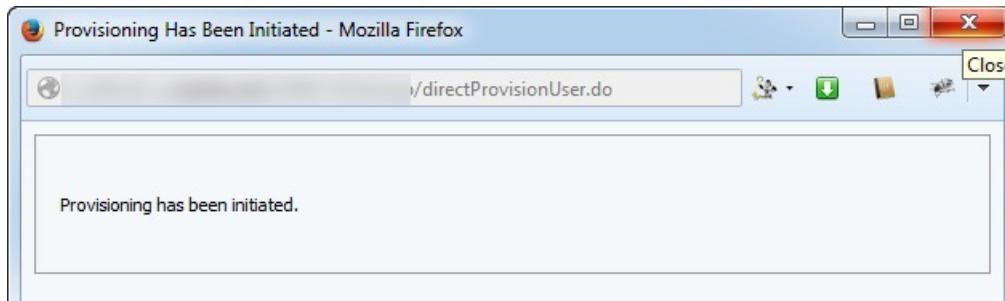 Provisioning Has Been Initiated - Mozilla Firefox
/directProvisionUser.do
Clos
Provisioning has been initiated.